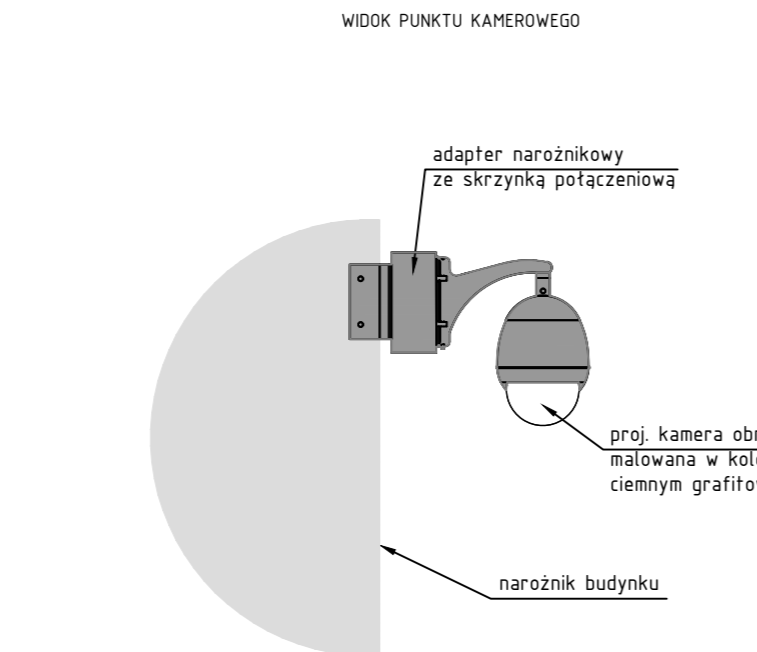 WIDOK PUNKTU KAMEROWEGO
adapter narożnikowy
ze skrzynką połączeniową
proj. kamera
malowana w
ciemnym
narożnik budynku